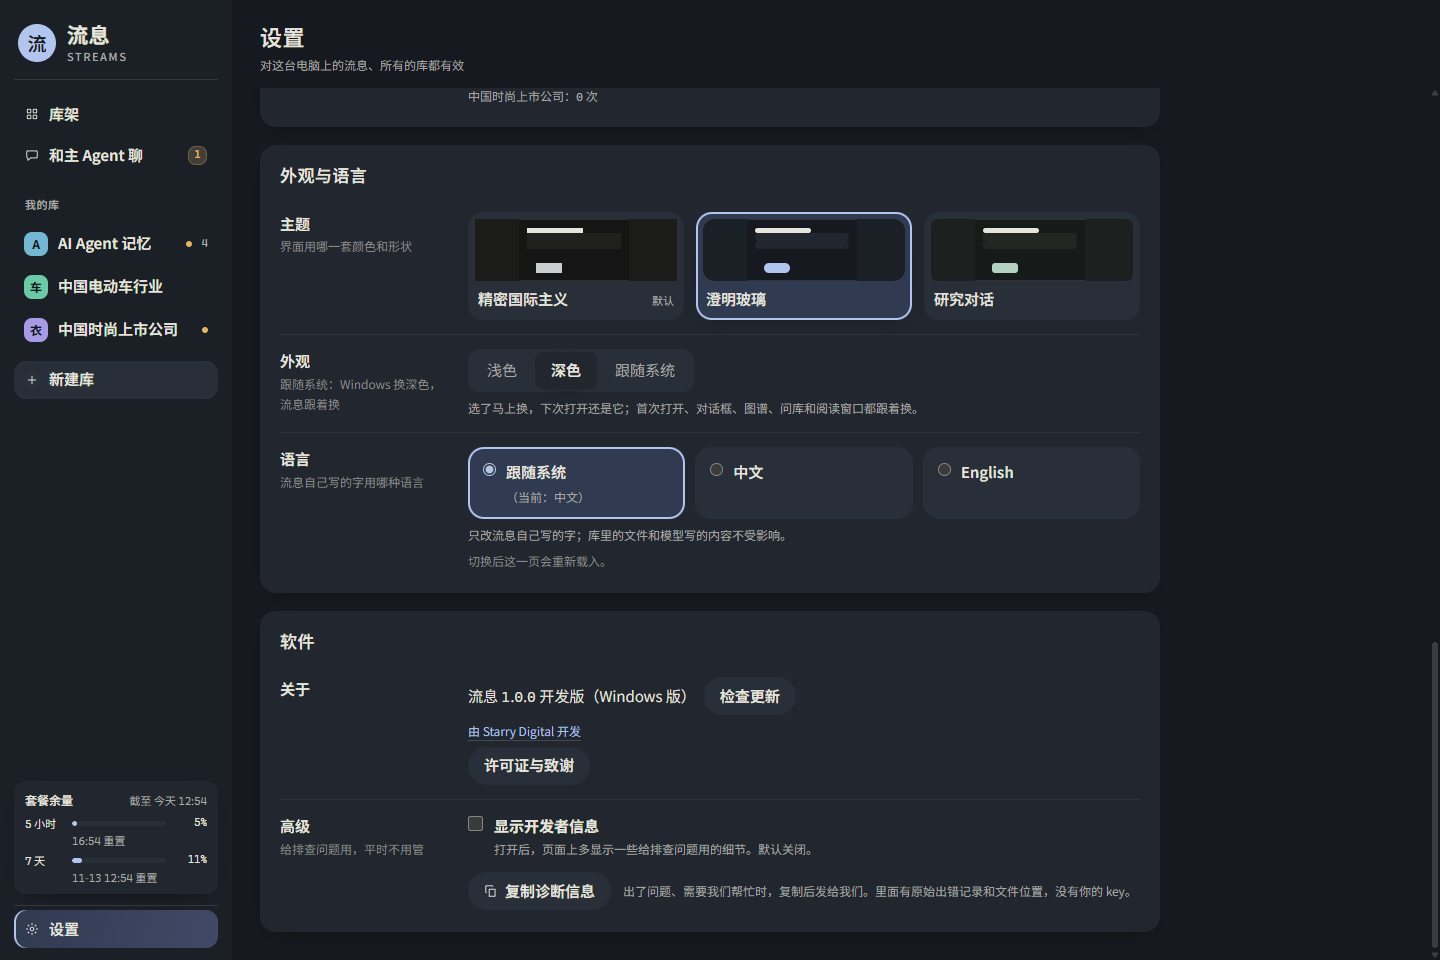 流
流息
STREAMS
库架
和主 Agent 聊
1
我的库
A
AI Agent 记忆
4
车
中国电动车行业
衣
中国时尚上市公司
新建库
套餐余量
截至 今天 12:54
5 小时
5%
16:54 重置
7 天
11%
11-13 12:54 重置
设置
设置
对这台电脑上的流息、所有的库都有效
中国时尚上市公司：0 次
外观与语言
主题
界面用哪一套颜色和形状
精密国际主义
默认
澄明玻璃
研究对话
外观
跟随系统：Windows 换深色，
流息跟着换
浅色
深色
跟随系统
选了马上换，下次打开还是它；首次打开、对话框、图谱、问库和阅读窗口都跟着换。
语言
流息自己写的字用哪种语言
跟随系统
（当前：中文）
中文
English
只改流息自己写的字；库里的文件和模型写的内容不受影响。
切换后这一页会重新载入。
软件
关于
流息 1.0.0 开发版（Windows 版）
检查更新
由 Starry Digital 开发
许可证与致谢
高级
给排查问题用，平时不用管
显示开发者信息
打开后，页面上多显示一些给排查问题用的细节。默认关闭。
复制诊断信息
出了问题、需要我们帮忙时，复制后发给我们。里面有原始出错记录和文件位置，没有你的 key。